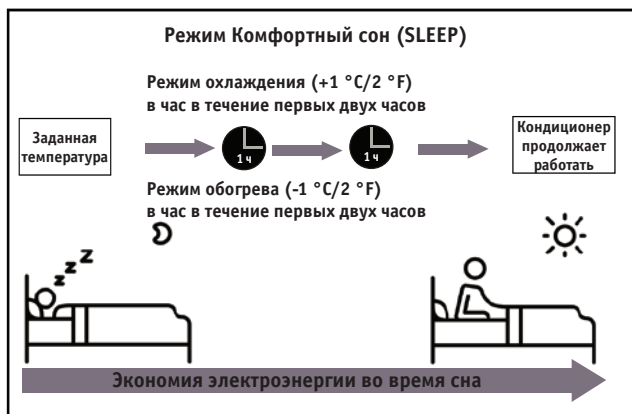 Режим Комфортный сон (SLEEP)
Режим охлаждения (+1 °C/2 °F)
в час в течение первых двух часов
Заданная
температура
1 ч
1 ч
Кондиционер
продолжает
работать
Режим обогрева (-1 °C/2 °F)
в час в течение первых двух часов
z z z Z
Экономия электроэнергии во время сна